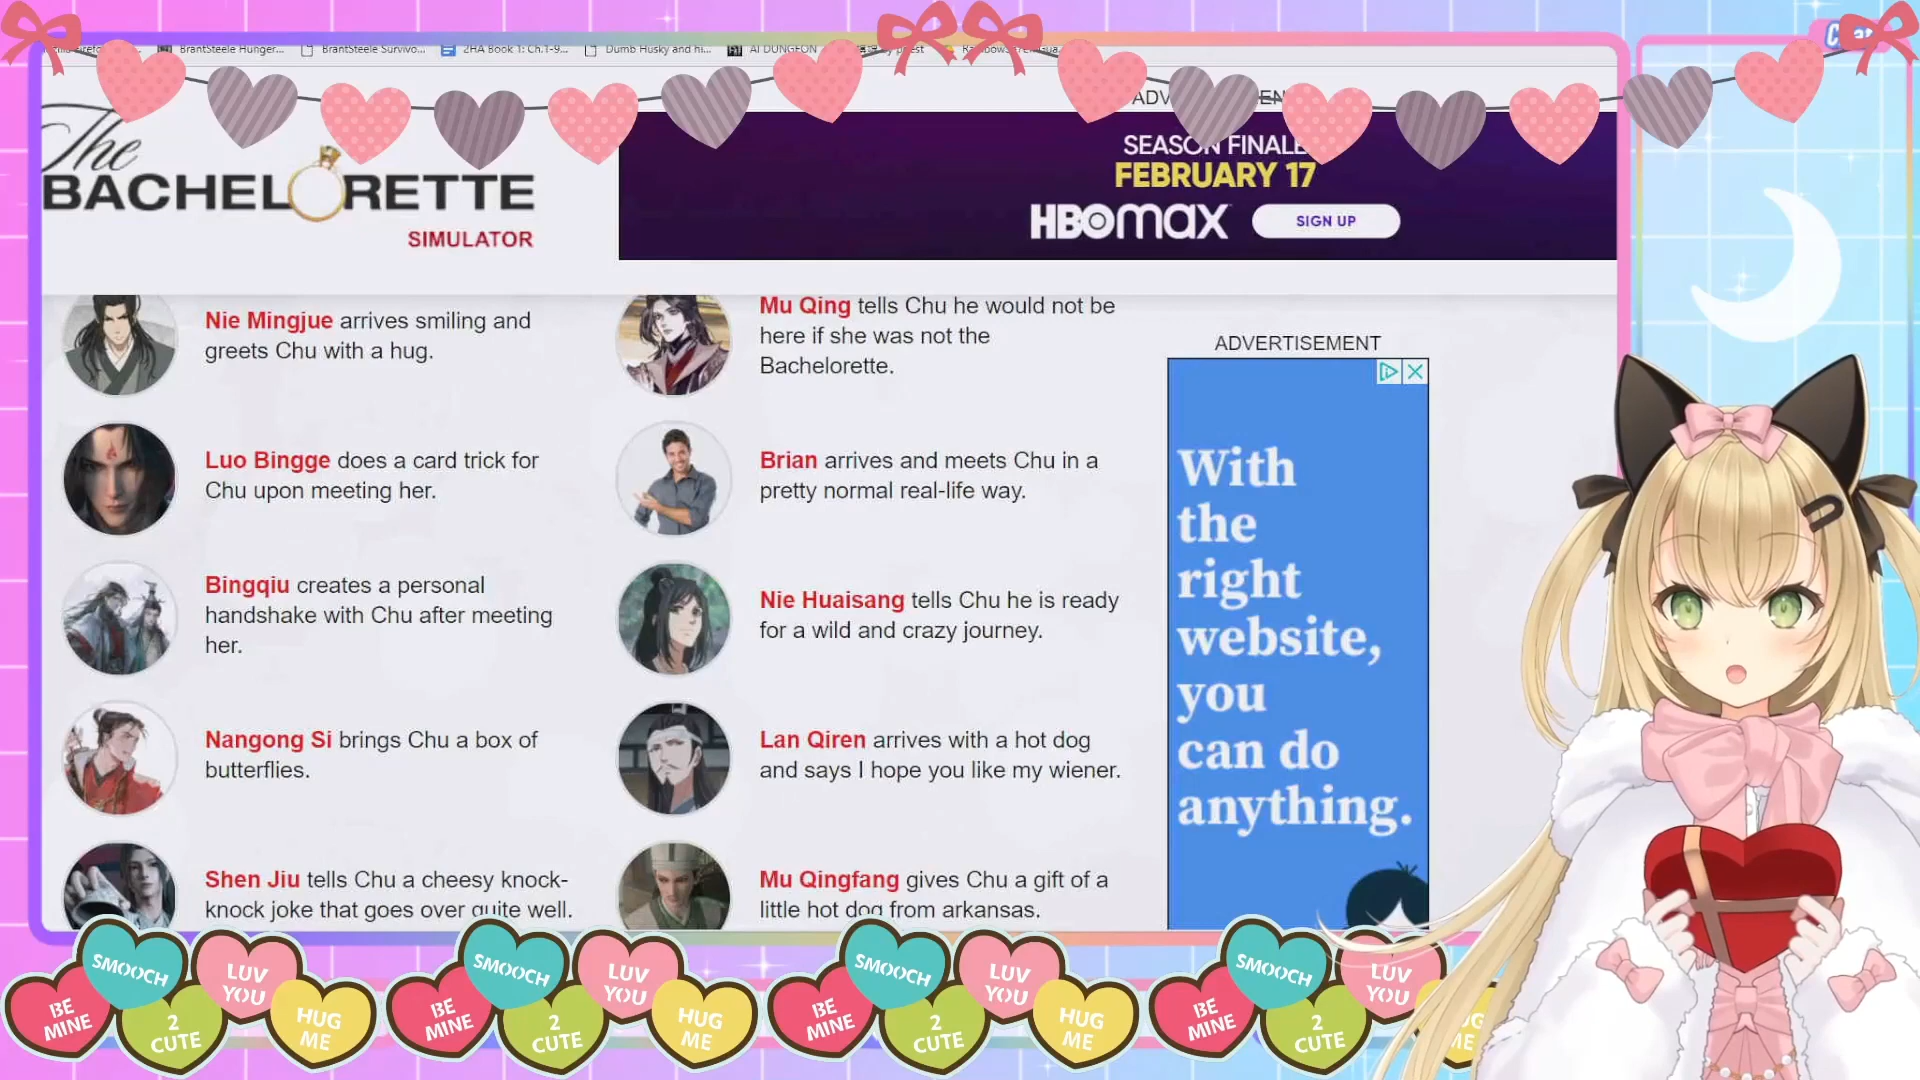 BrantSteele Hunger...
BrantSteele Survivo...
2HA Book 1: Ch.1-9...
Dumb Husky and hi...
AI DUNGEON
The
BACHELORETTE
SIMULATOR
SEASON FINALE
FEBRUARY 17
HBOMAX
SIGN UP
Nie Mingjue arrives smiling and
greets Chu with a hug.
Mu Qing tells Chu he would not be
here if she was not the
Bachelorette.
Luo Bingge does a card trick for
Chu upon meeting her.
Brian arrives and meets Chu in a
pretty normal real-life way.
Bingqiu creates a personal
handshake with Chu after meeting
her.
Nie Huaisang tells Chu he is ready
for a wild and crazy journey.
Nangong Si brings Chu a box of
butterflies.
Lan Qiren arrives with a hot dog
and says I hope you like my wiener.
Shen Jiu tells Chu a cheesy knock-
knock joke that goes over quite well.
Mu Qingfang gives Chu a gift of a
little hot dog from arkansas.
ADVERTISEMENT
With
the
right
website,
you
can do
anything.
BE
MINE
SMOOCH
2
CUTE
LUV
YOU
HUG
ME
BE
MINE
SMOOCH
2
CUTE
LUV
YOU
HUG
ME
BE
MINE
SMOOCH
2
CUTE
LUV
YOU
HUG
ME
BE
MINE
SMOOCH
2
CUTE
LUV
YOU